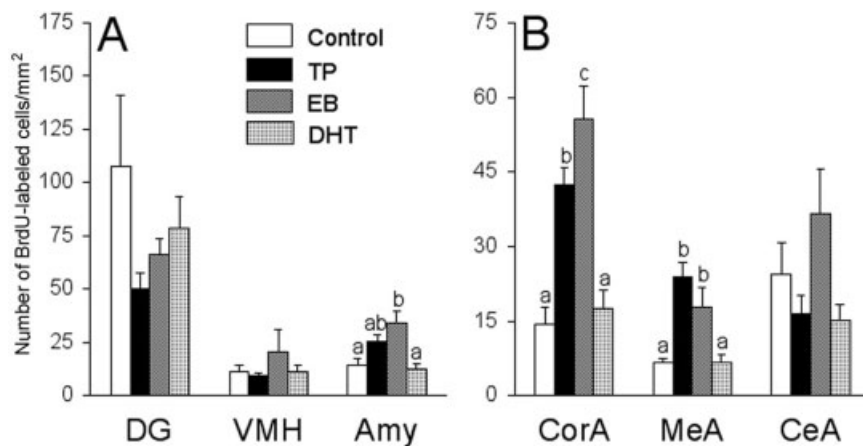 Number of BrdU-labeled cells/mm²
175
150
125
100
75
50
25
0
A
Control
TP
EB
DHT
a
ab
b
a
DG VMH Amy
75
60
45
30
15
0
B
a
b
c
a
a
b
b
a
CorA MeA CeA